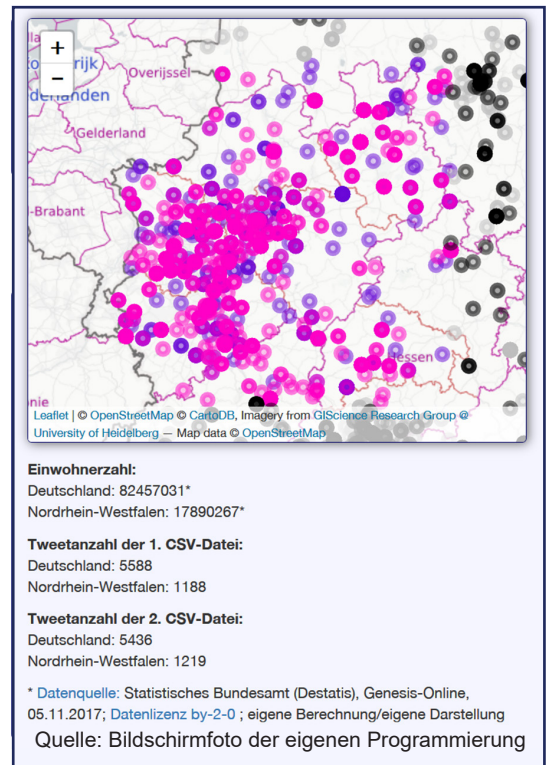 +
−
Overijssel
Gelderland
-Brabant
Hessen
nie
Leaflet | © OpenStreetMap © CartoDB, Imagery from GIScience Research Group @
University of Heidelberg — Map data © OpenStreetMap
Einwohnerzahl:
Deutschland: 82457031*
Nordrhein-Westfalen: 17890267*
Tweetanzahl der 1. CSV-Datei:
Deutschland: 5588
Nordrhein-Westfalen: 1188
Tweetanzahl der 2. CSV-Datei:
Deutschland: 5436
Nordrhein-Westfalen: 1219
* Datenquelle: Statistisches Bundesamt (Destatis), Genesis-Online,
05.11.2017; Datenlizenz by-2-0 ; eigene Berechnung/eigene Darstellung
Quelle: Bildschirmfoto der eigenen Programmierung